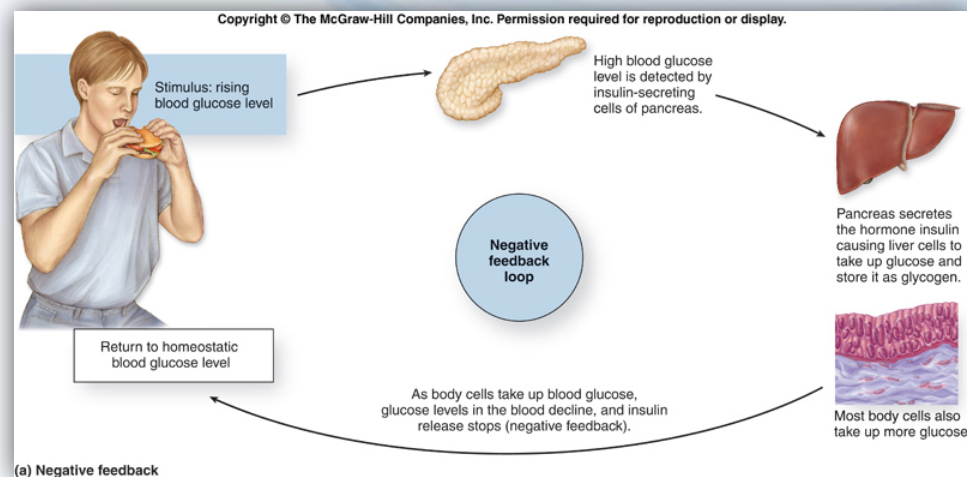 Copyright © The McGraw-Hill Companies, Inc. Permission required for reproduction or display.
Stimulus: rising
blood glucose level
High blood glucose
level is detected by
insulin-secreting
cells of pancreas.
Pancreas secretes
the hormone insulin
causing liver cells to
take up glucose and
store it as glycogen.
Negative
feedback
loop
Most body cells also
take up more glucose
As body cells take up blood glucose,
glucose levels in the blood decline, and insulin
release stops (negative feedback).
Return to homeostatic
blood glucose level
(a) Negative feedback